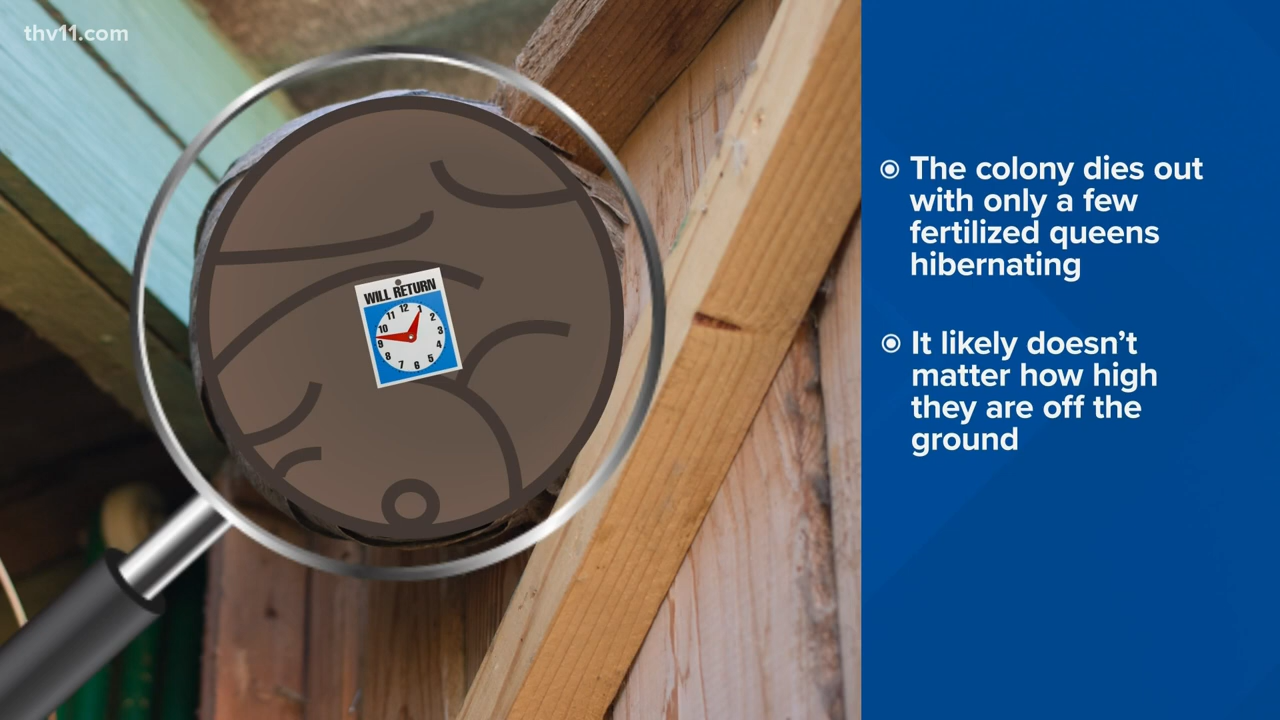 thv11.com
WILL RETURN
11 12 1
10 2
9 3
8 4
7 6 5
The colony dies out
with only a few
fertilized queens
hibernating
It likely doesn't
matter how high
they are off the
ground